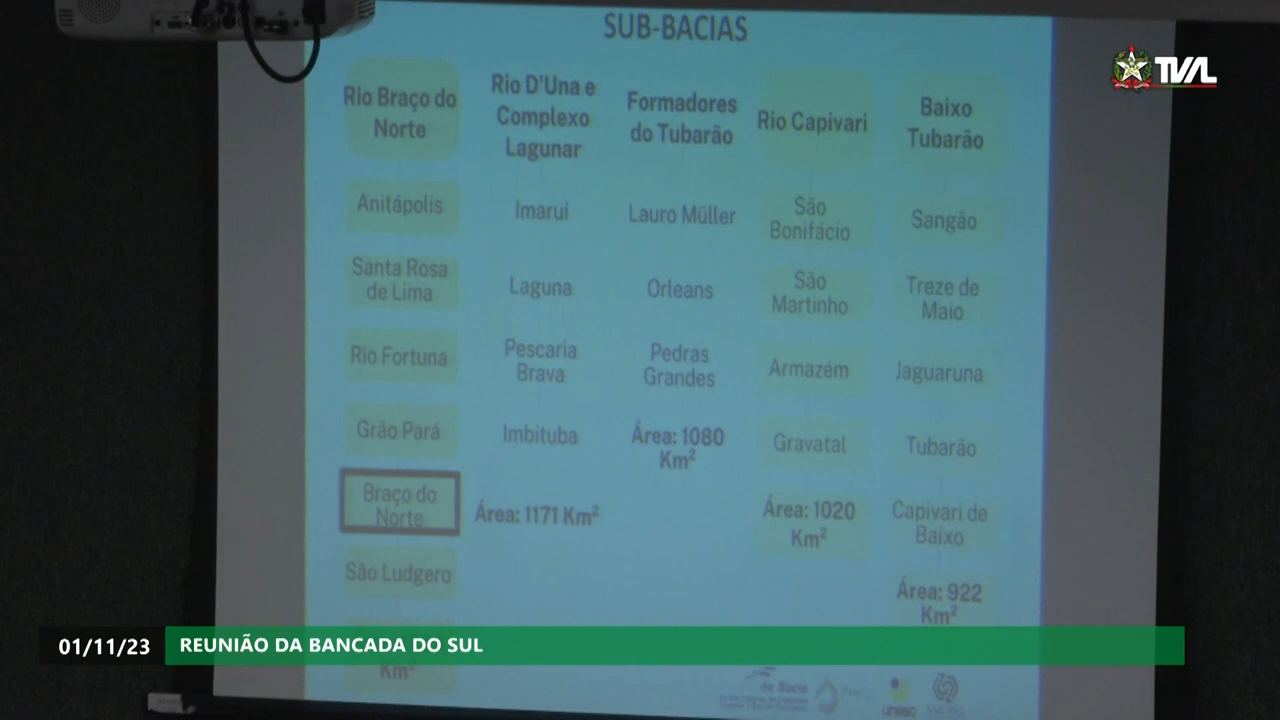 SUB-BACIAS
TVAL
Rio Braço do
Norte
Anitápolis
Santa Rosa
de Lima
Rio Fortuna
Grão Pará
Braço do
Norte
São Ludgero
Km²
Rio D'Una e
Complexo
Lagunar
Imaruí
Laguna
Pescaria
Brava
Imbituba
Área: 1171 Km²
Formadores
do Tubarão
Lauro Müller
Orleans
Pedras
Grandes
Área: 1080
Km²
Rio Capivari
São
Bonifácio
São
Martinho
Armazém
Gravatal
Área: 1020
Km²
Baixo
Tubarão
Sangão
Treze de
Maio
Jaguaruna
Tubarão
Capivari de
Baixo
Área: 922
Km²
01/11/23
REUNIÃO DA BANCADA DO SUL
de Bacia
unesc